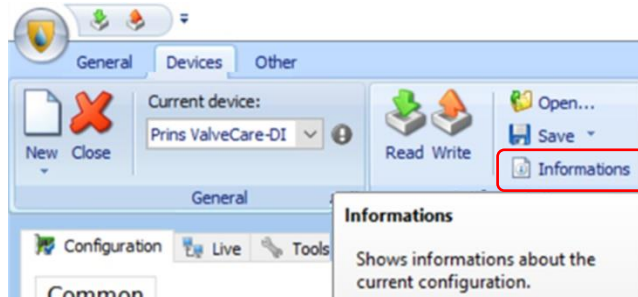 General Devices Other
New Close
Current device:
Prins ValveCare-DI
Read Write
Open...
Save
Informations
General
Configuration Live Tools
Common
Informations
Shows informations about the
current configuration.